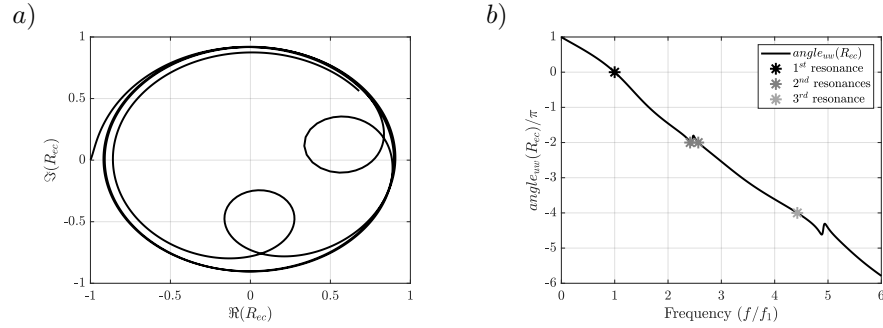 a)
1
0.5
0
-0.5
-1
ℑ(R_ec)
-1 -0.5 0 0.5 1
ℜ(R_ec)
b)
1
0
-1
-2
-3
-4
-5
-6
angle_uw(R_ec)/π
angle_uw(R_ec)
1^st resonance
2^nd resonances
3^rd resonance
0 1 2 3 4 5 6
Frequency (f/f_1)